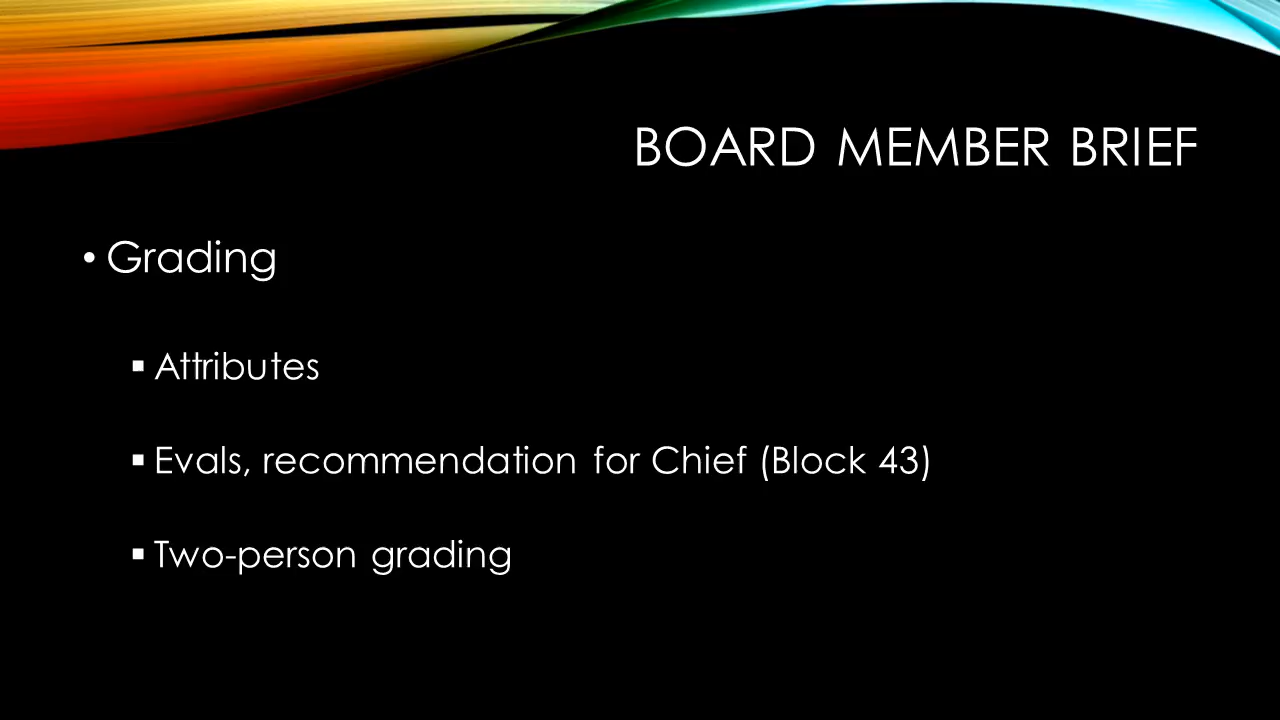 BOARD MEMBER BRIEF
• Grading
▪ Attributes
▪ Evals, recommendation for Chief (Block 43)
▪ Two-person grading